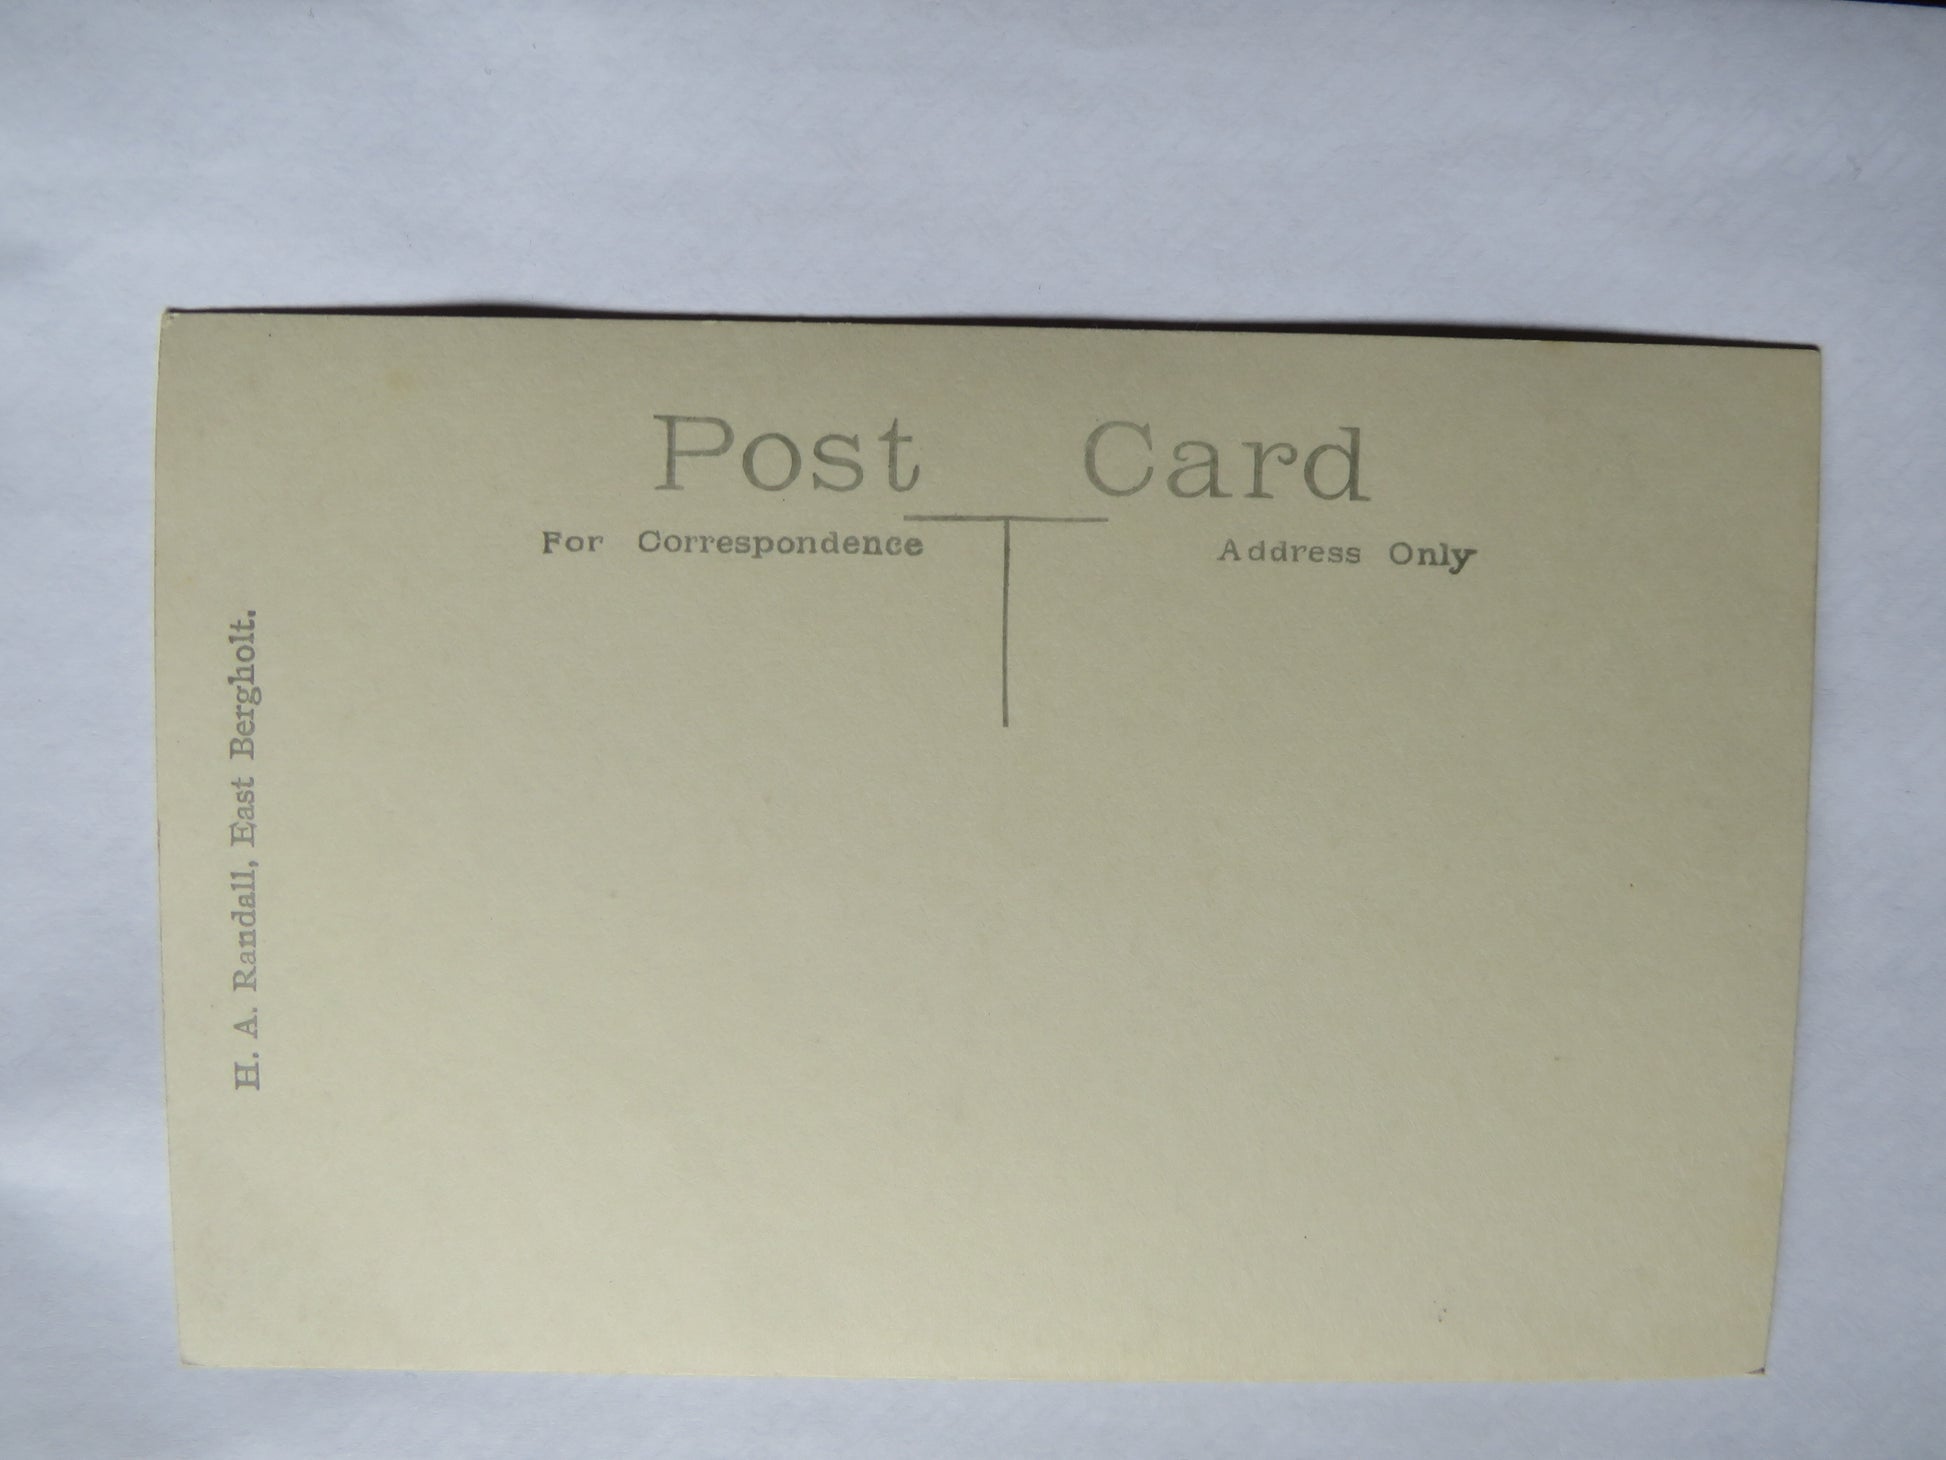 Post Card
For Correspondence
Address Only
H. A. Randall, East Bergholt.